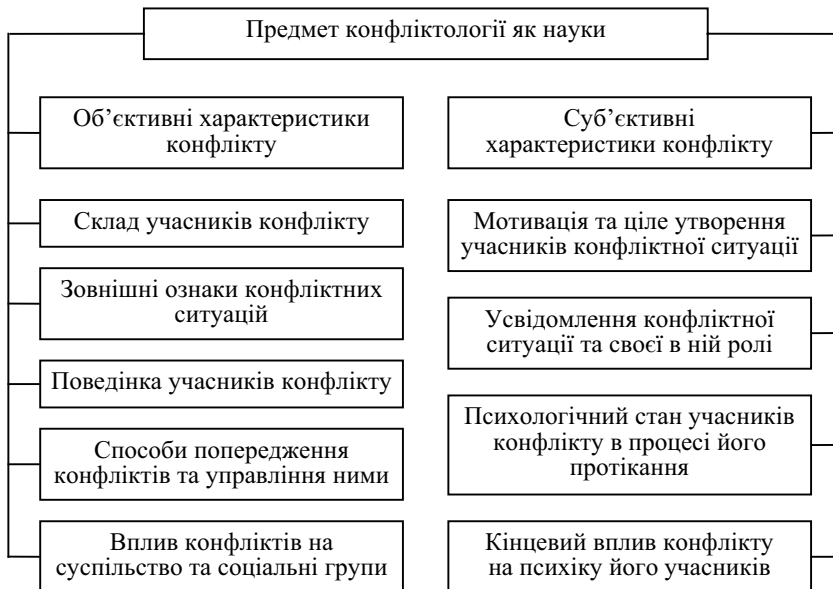 Предмет конфліктології як науки
Об’єктивні характеристики
конфлікту
Склад учасників конфлікту
Зовнішні ознаки конфліктних
ситуацій
Поведінка учасників конфлікту
Способи попередження
конфліктів та управління ними
Вплив конфліктів на
суспільство та соціальні групи
Суб’єктивні
характеристики конфлікту
Мотивація та ціле утворення
учасників конфліктної ситуації
Усвідомлення конфліктної
ситуації та своєї в ній ролі
Психологічний стан учасників
конфлікту в процесі його
протікання
Кінцевий вплив конфлікту
на психіку його учасників